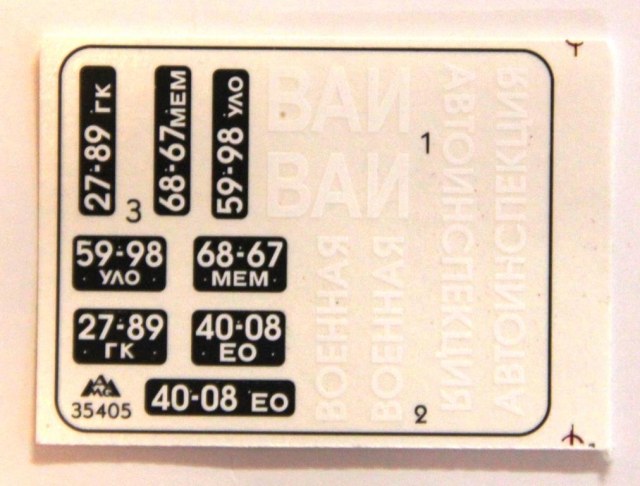 27-89 ГК
68-67 МЕМ
59-98 УЛО
ВАИ
ВАИ
1
3
59-98
УЛО
68-67
МЕМ
27-89
ГК
40-08
ЕО
ВОЕННАЯ
ВОЕННАЯ
АВТОИНСПЕКЦИЯ
АВТОИНСПЕКЦИЯ
35405
40-08 ЕО
2